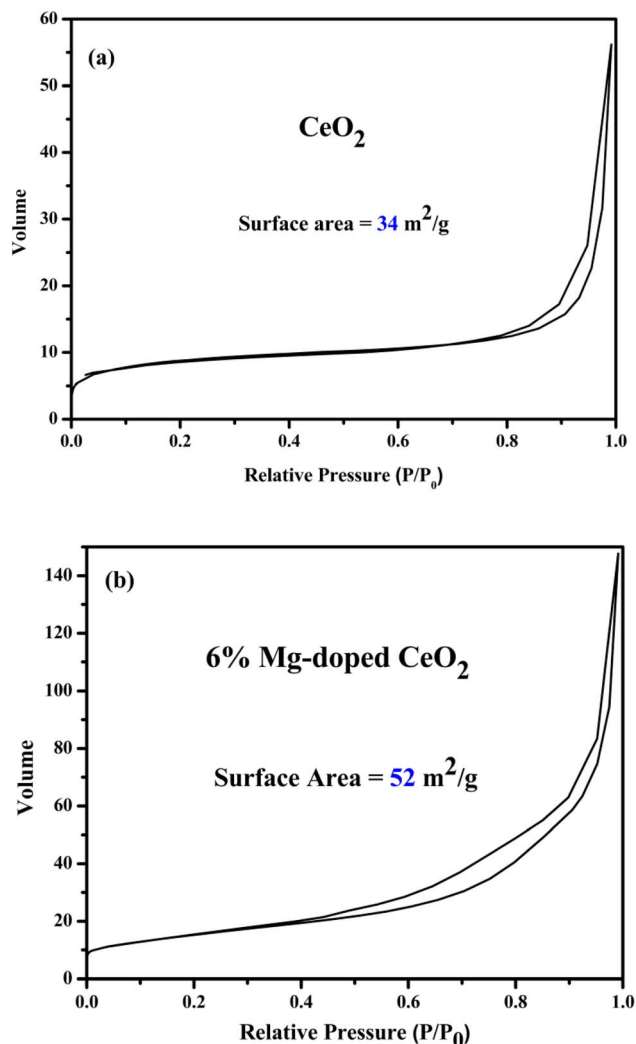 (a)
CeO₂
Surface area = 34 m²/g
Volume
60
50
40
30
20
10
0
0.0 0.2 0.4 0.6 0.8 1.0
Relative Pressure (P/P₀)
(b)
6% Mg-doped CeO₂
Surface Area = 52 m²/g
Volume
140
120
100
80
60
40
20
0
0.0 0.2 0.4 0.6 0.8 1.0
Relative Pressure (P/P₀)